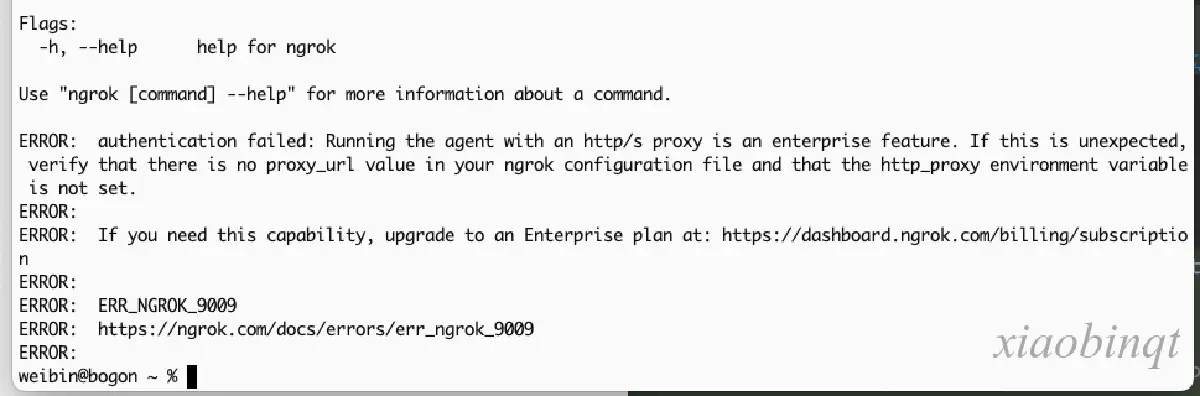 Flags:
  -h, --help      help for ngrok

Use "ngrok [command] --help" for more information about a command.

ERROR:  authentication failed: Running the agent with an http/s proxy is an enterprise feature. If this is unexpected,
 verify that there is no proxy_url value in your ngrok configuration file and that the http_proxy environment variable
 is not set.
ERROR:
ERROR:  If you need this capability, upgrade to an Enterprise plan at: https://dashboard.ngrok.com/billing/subscriptio
n
ERROR:
ERROR:  ERR_NGROK_9009
ERROR:  https://ngrok.com/docs/errors/err_ngrok_9009
ERROR:
weibin@bogon ~ %
xiaobinqt